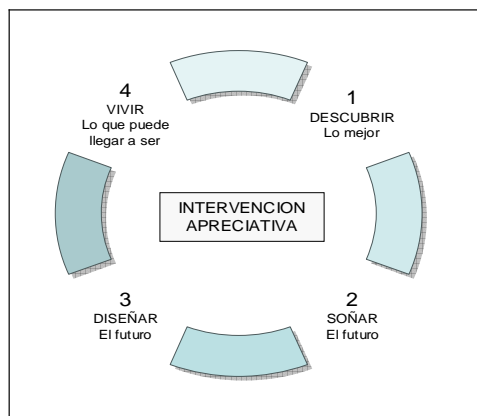 4
VIVIR
Lo que puede
llegar a ser
1
DESCUBRIR
Lo mejor
INTERVENCION
APRECIATIVA
3
DISEÑAR
El futuro
2
SOÑAR
El futuro